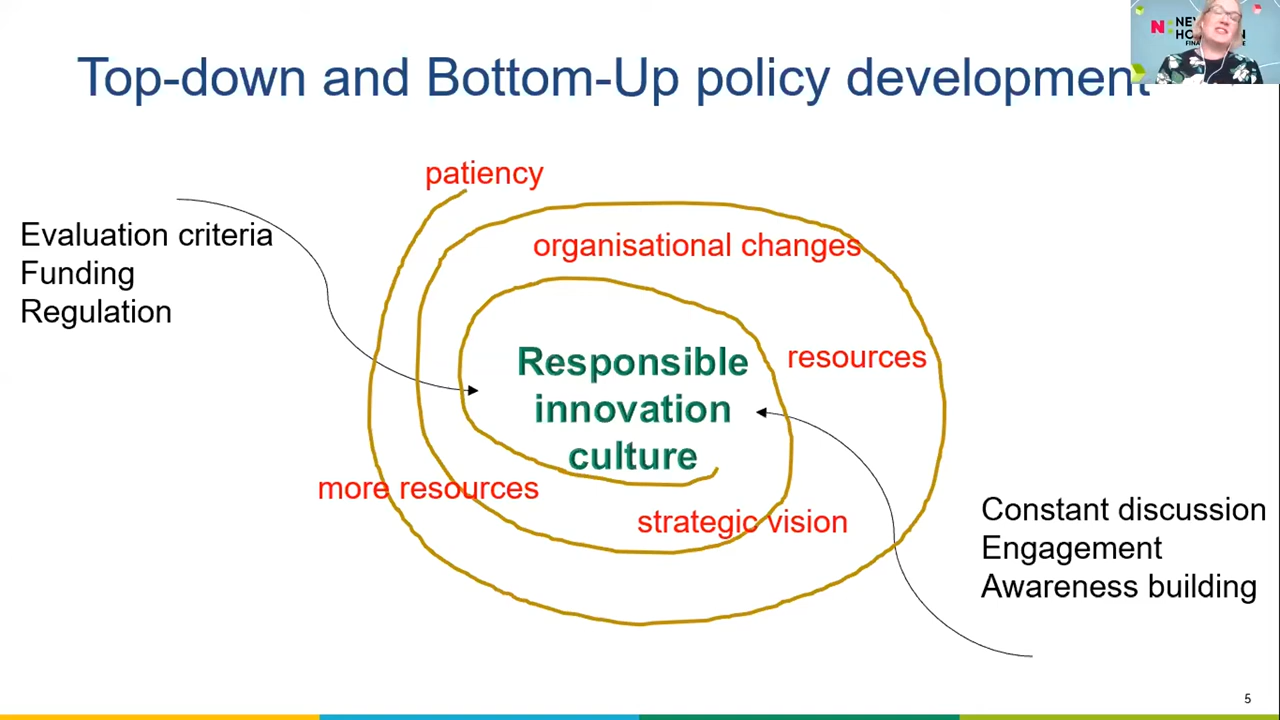 Top-down and Bottom-Up policy development
patiency
Evaluation criteria
Funding
Regulation
organisational changes
resources
Responsible
innovation
culture
more resources
strategic vision
Constant discussion
Engagement
Awareness building
5
N: